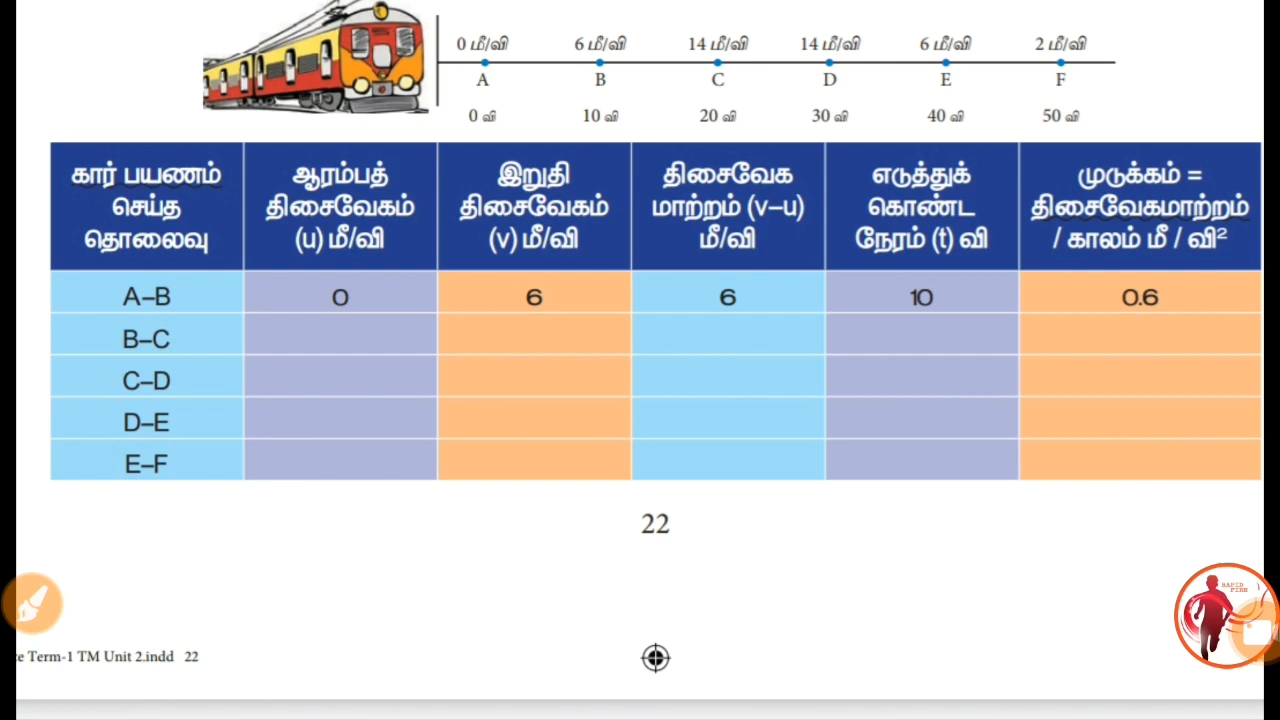 0 மீ/வி 6 மீ/வி 14 மீ/வி 14 மீ/வி 6 மீ/வி 2 மீ/வி
A B C D E F
0 வி 10 வி 20 வி 30 வி 40 வி 50 வி
கார் பயணம் செய்த தொலைவு
ஆரம்பத் திசைவேகம் (u) மீ/வி
இறுதி திசைவேகம் (v) மீ/வி
திசைவேக மாற்றம் (v–u) மீ/வி
எடுத்துக் கொண்ட நேரம் (t) வி
முடுக்கம் = திசைவேகமாற்றம் / காலம் மீ / வி²
A–B 0 6 6 10 0.6
B–C
C–D
D–E
E–F
22
Term-1 TM Unit 2.indd 22
RAPID
FIRE